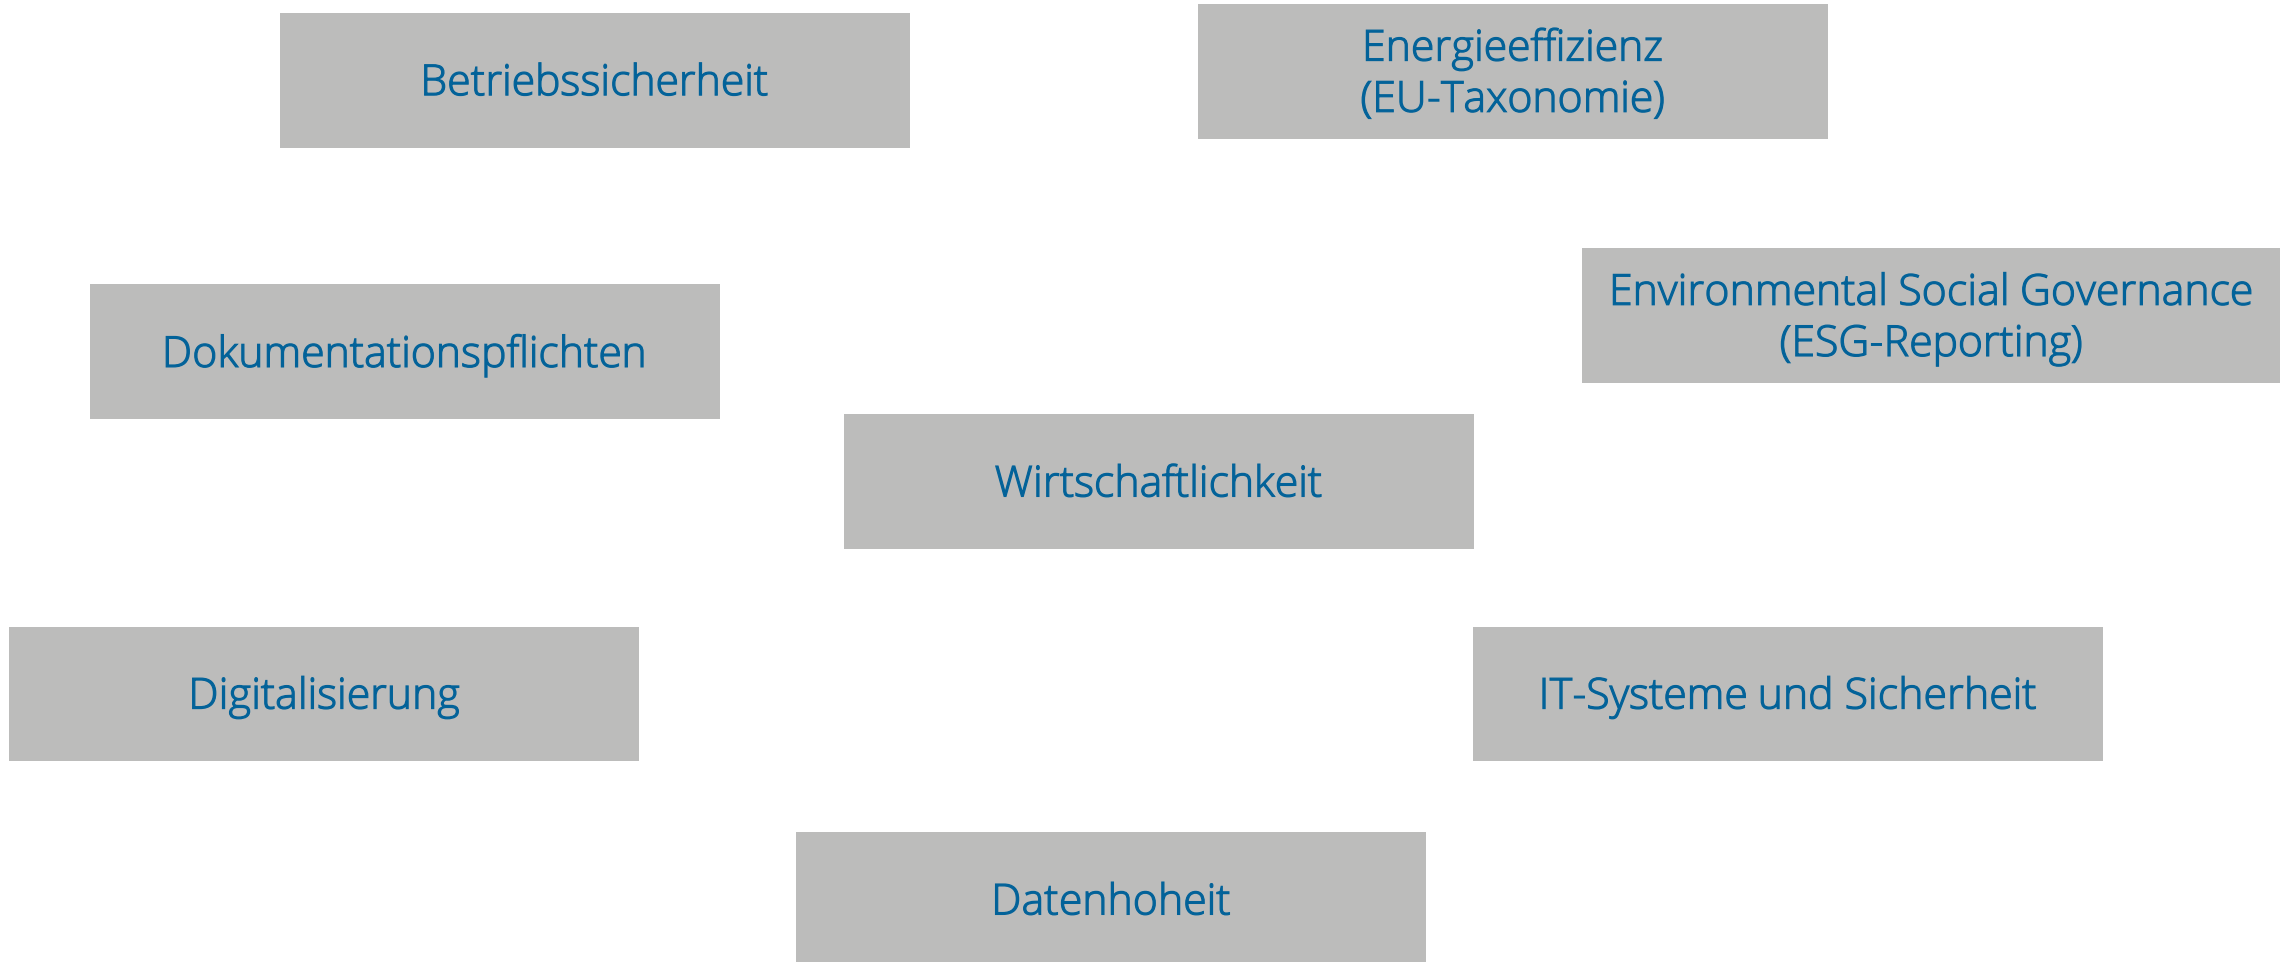 Betriebssicherheit
Energieeffizienz
(EU-Taxonomie)
Environmental Social Governance
(ESG-Reporting)
Dokumentationspflichten
Wirtschaftlichkeit
Digitalisierung
IT-Systeme und Sicherheit
Datenhoheit